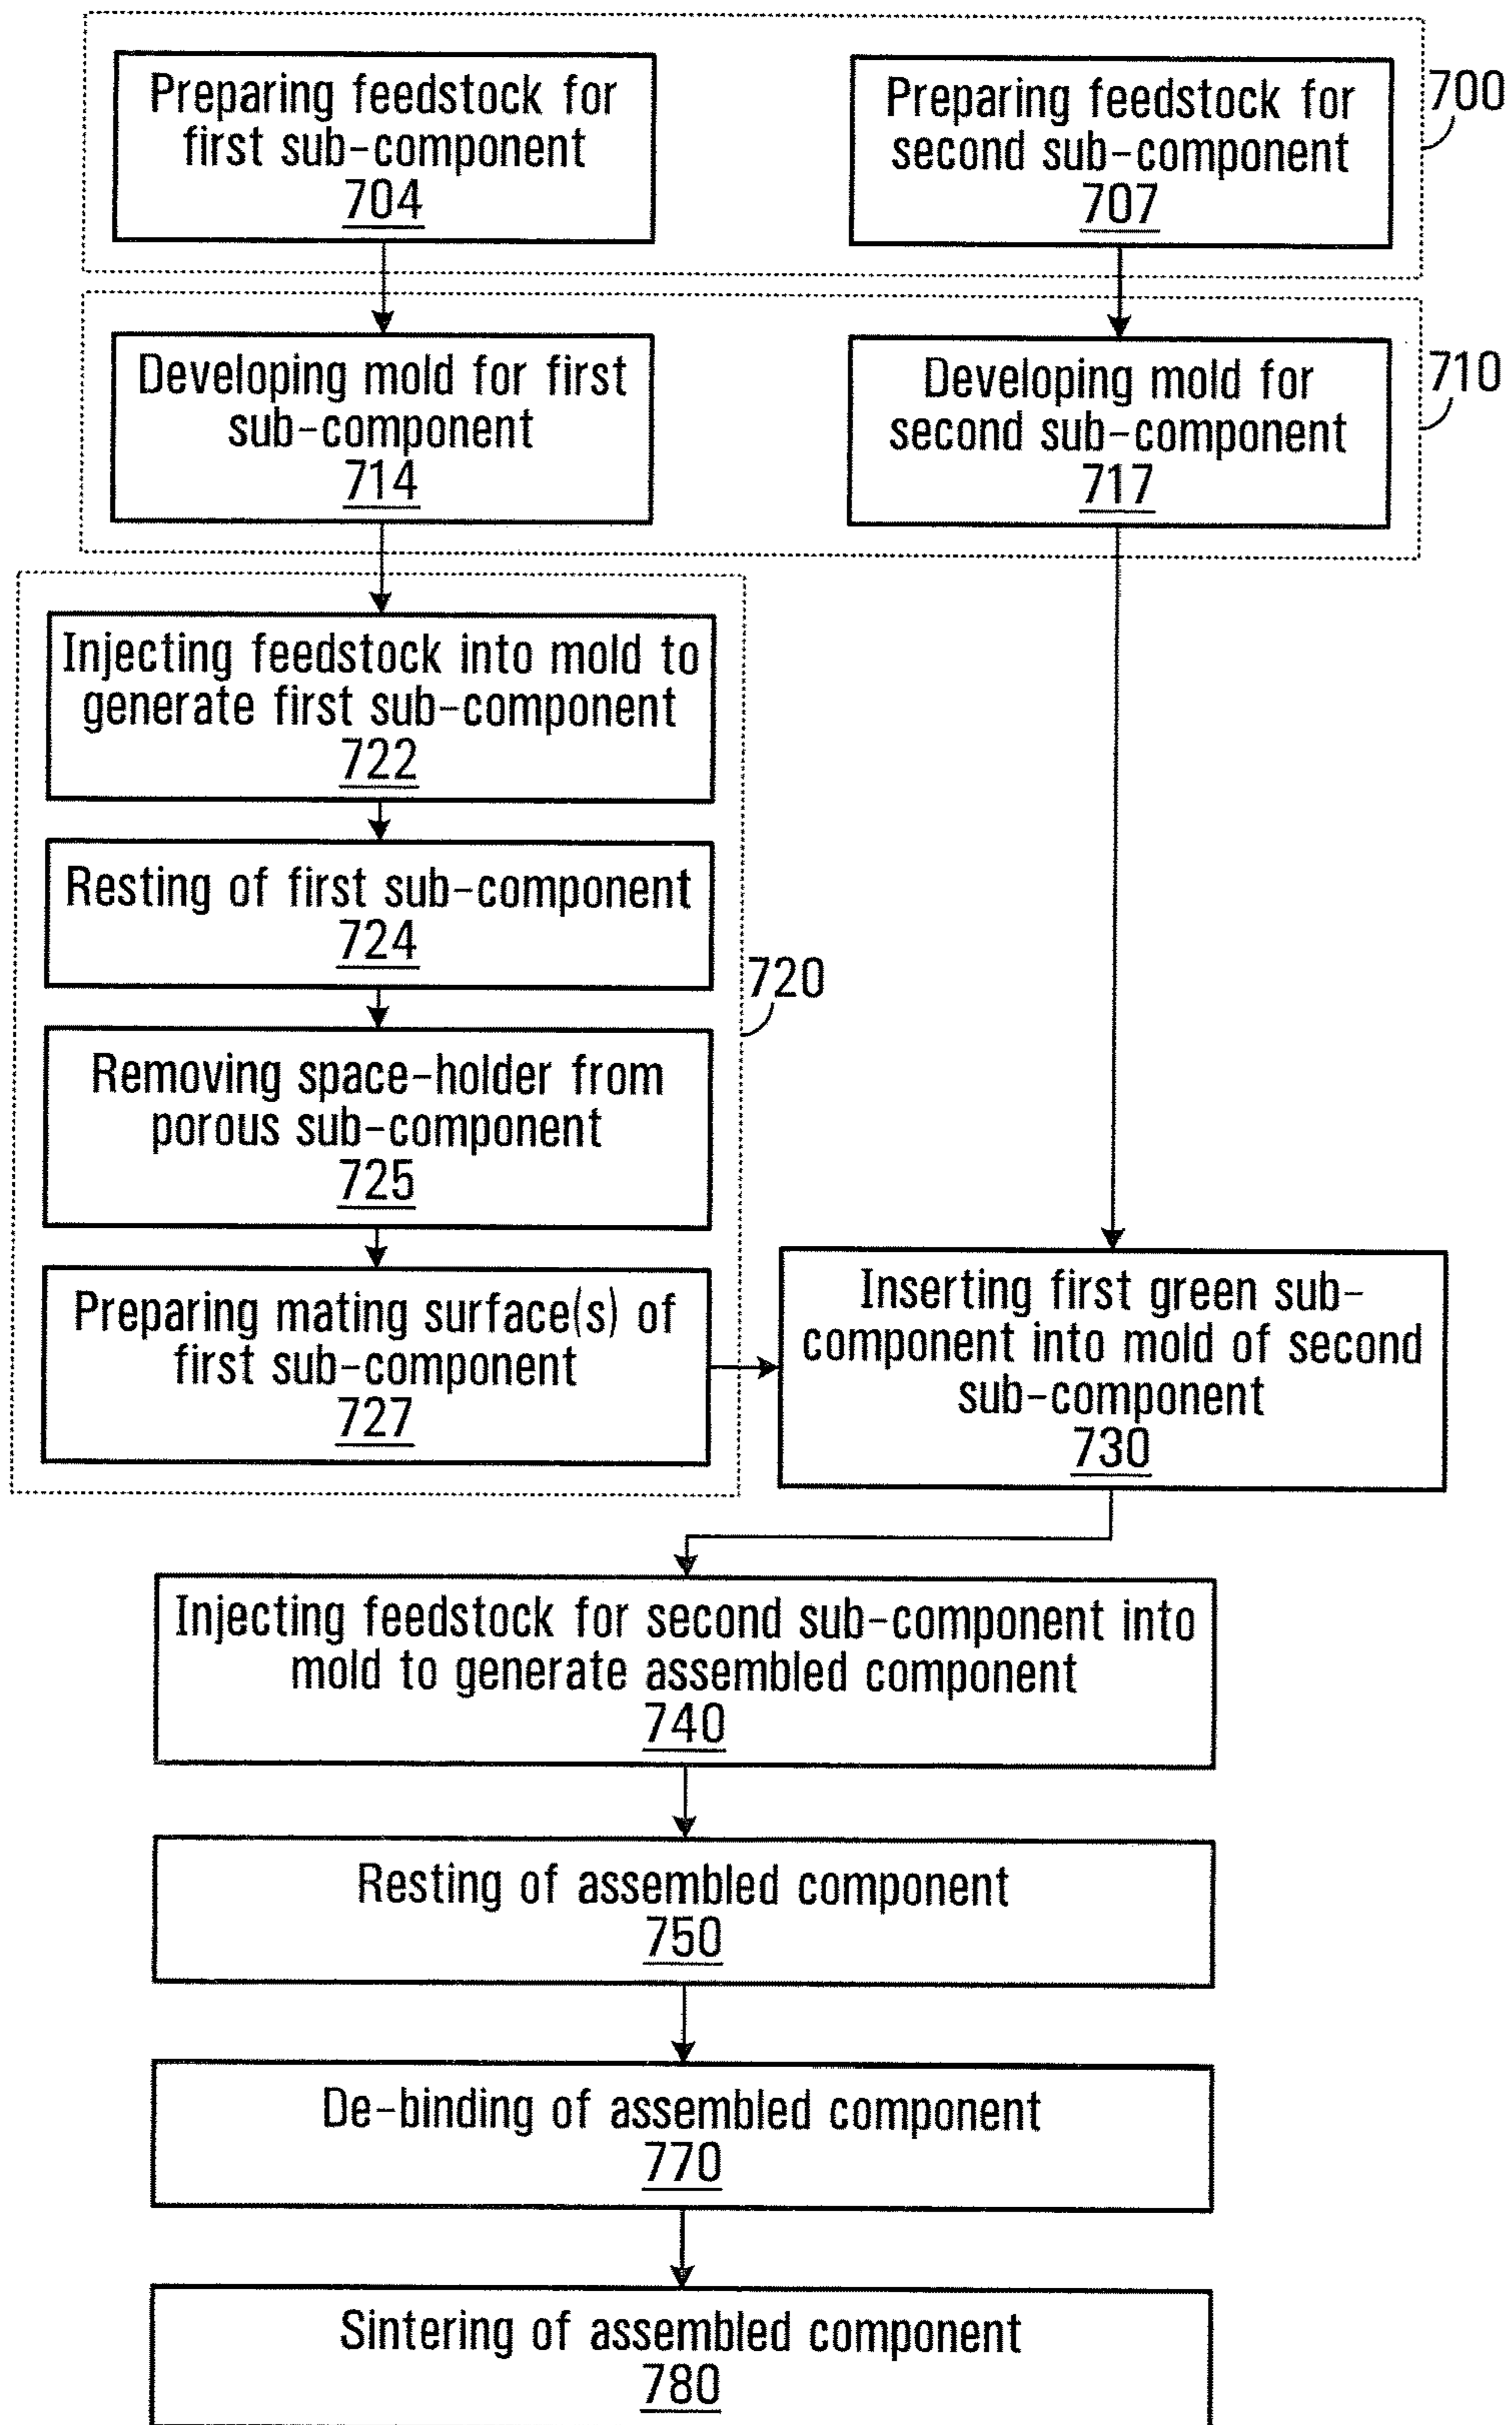 Preparing feedstock for
first sub-component
704
Preparing feedstock for
second sub-component
707
700
Developing mold for first
sub-component
714
Developing mold for
second sub-component
717
710
Injecting feedstock into mold to
generate first sub-component
722
Resting of first sub-component
724
720
Removing space-holder from
porous sub-component
725
Preparing mating surface(s) of
first sub-component
727
Inserting first green sub-
component into mold of second
sub-component
730
Injecting feedstock for second sub-component into
mold to generate assembled component
740
Resting of assembled component
750
De-binding of assembled component
770
Sintering of assembled component
780